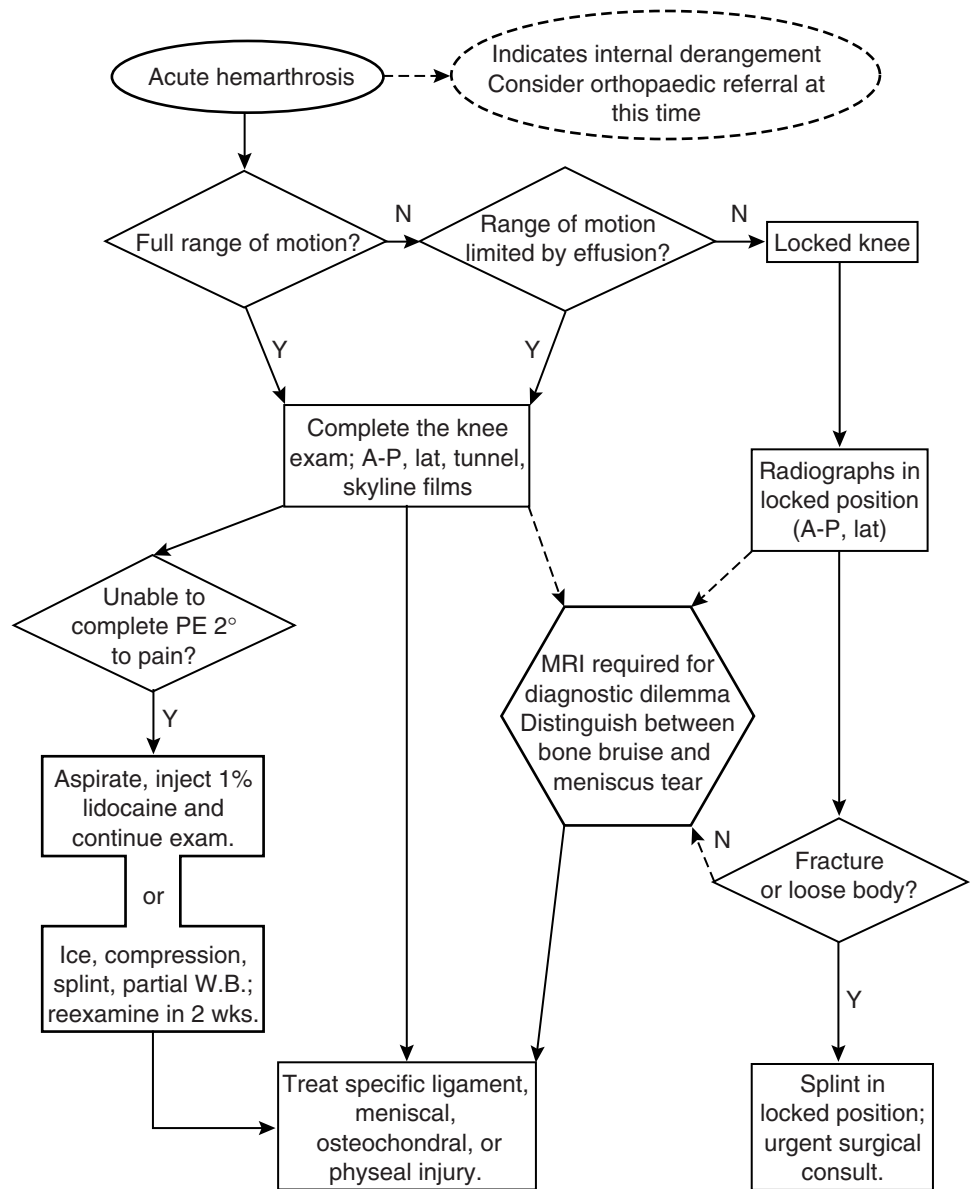 Acute hemarthrosis
Indicates internal derangement
Consider orthopaedic referral at
this time
Full range of motion?
N
Range of motion
limited by effusion?
N
Locked knee
Y
Y
Complete the knee
exam; A-P, lat, tunnel,
skyline films
Radiographs in
locked position
(A-P, lat)
Unable to
complete PE 2°
to pain?
Y
MRI required for
diagnostic dilemma
Distinguish between
bone bruise and
meniscus tear
Aspirate, inject 1%
lidocaine and
continue exam.
or
Ice, compression,
splint, partial W.B.;
reexamine in 2 wks.
N
Fracture
or loose body?
Y
Treat specific ligament,
meniscal,
osteochondral, or
physeal injury.
Splint in
locked position;
urgent surgical
consult.